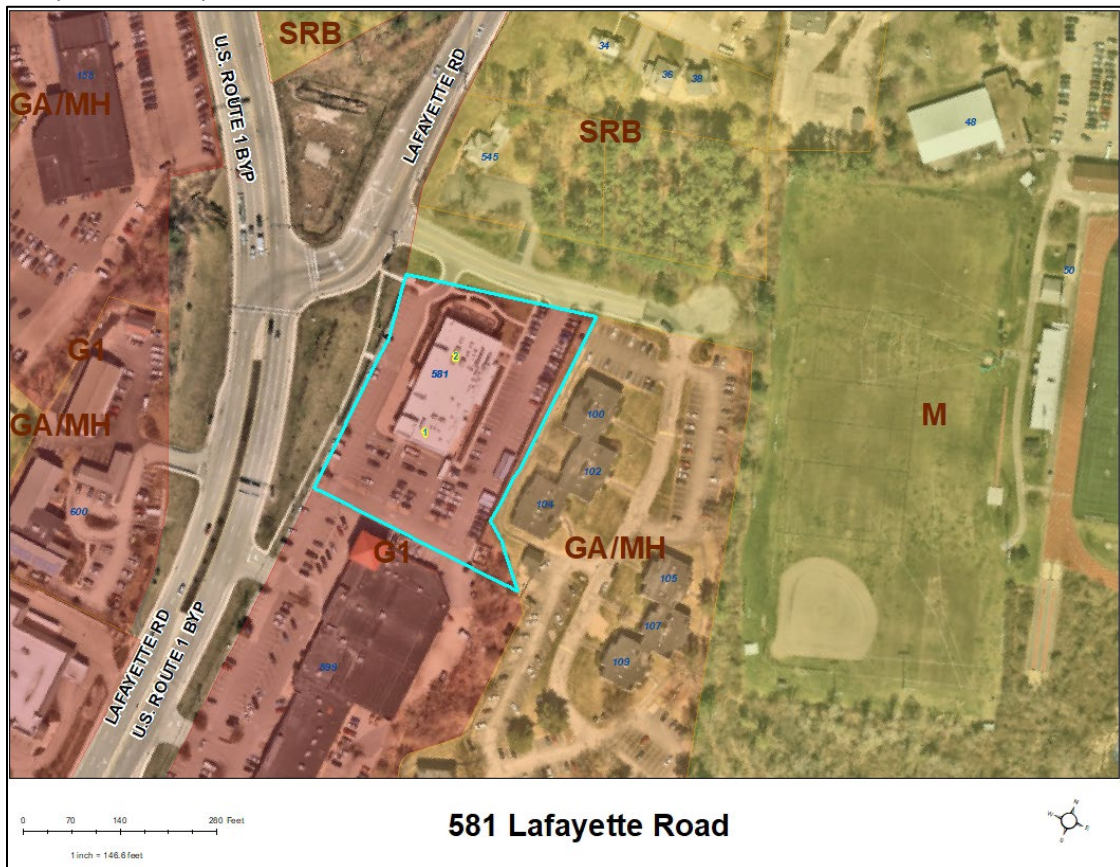 SRB
34
36
38
156
GA/MH
U.S. ROUTE 1 BYP
LAFAYETTE RD
48
SRB
545
50
G1
2
581
GA/MH
100
M
1
102
104
600
G1
GA/MH
105
107
599
109
LAFAYETTE RD
U.S. ROUTE 1 BYP
0 70 140 280 Feet
1 inch = 146.6 feet
581 Lafayette Road
N
W
E
S